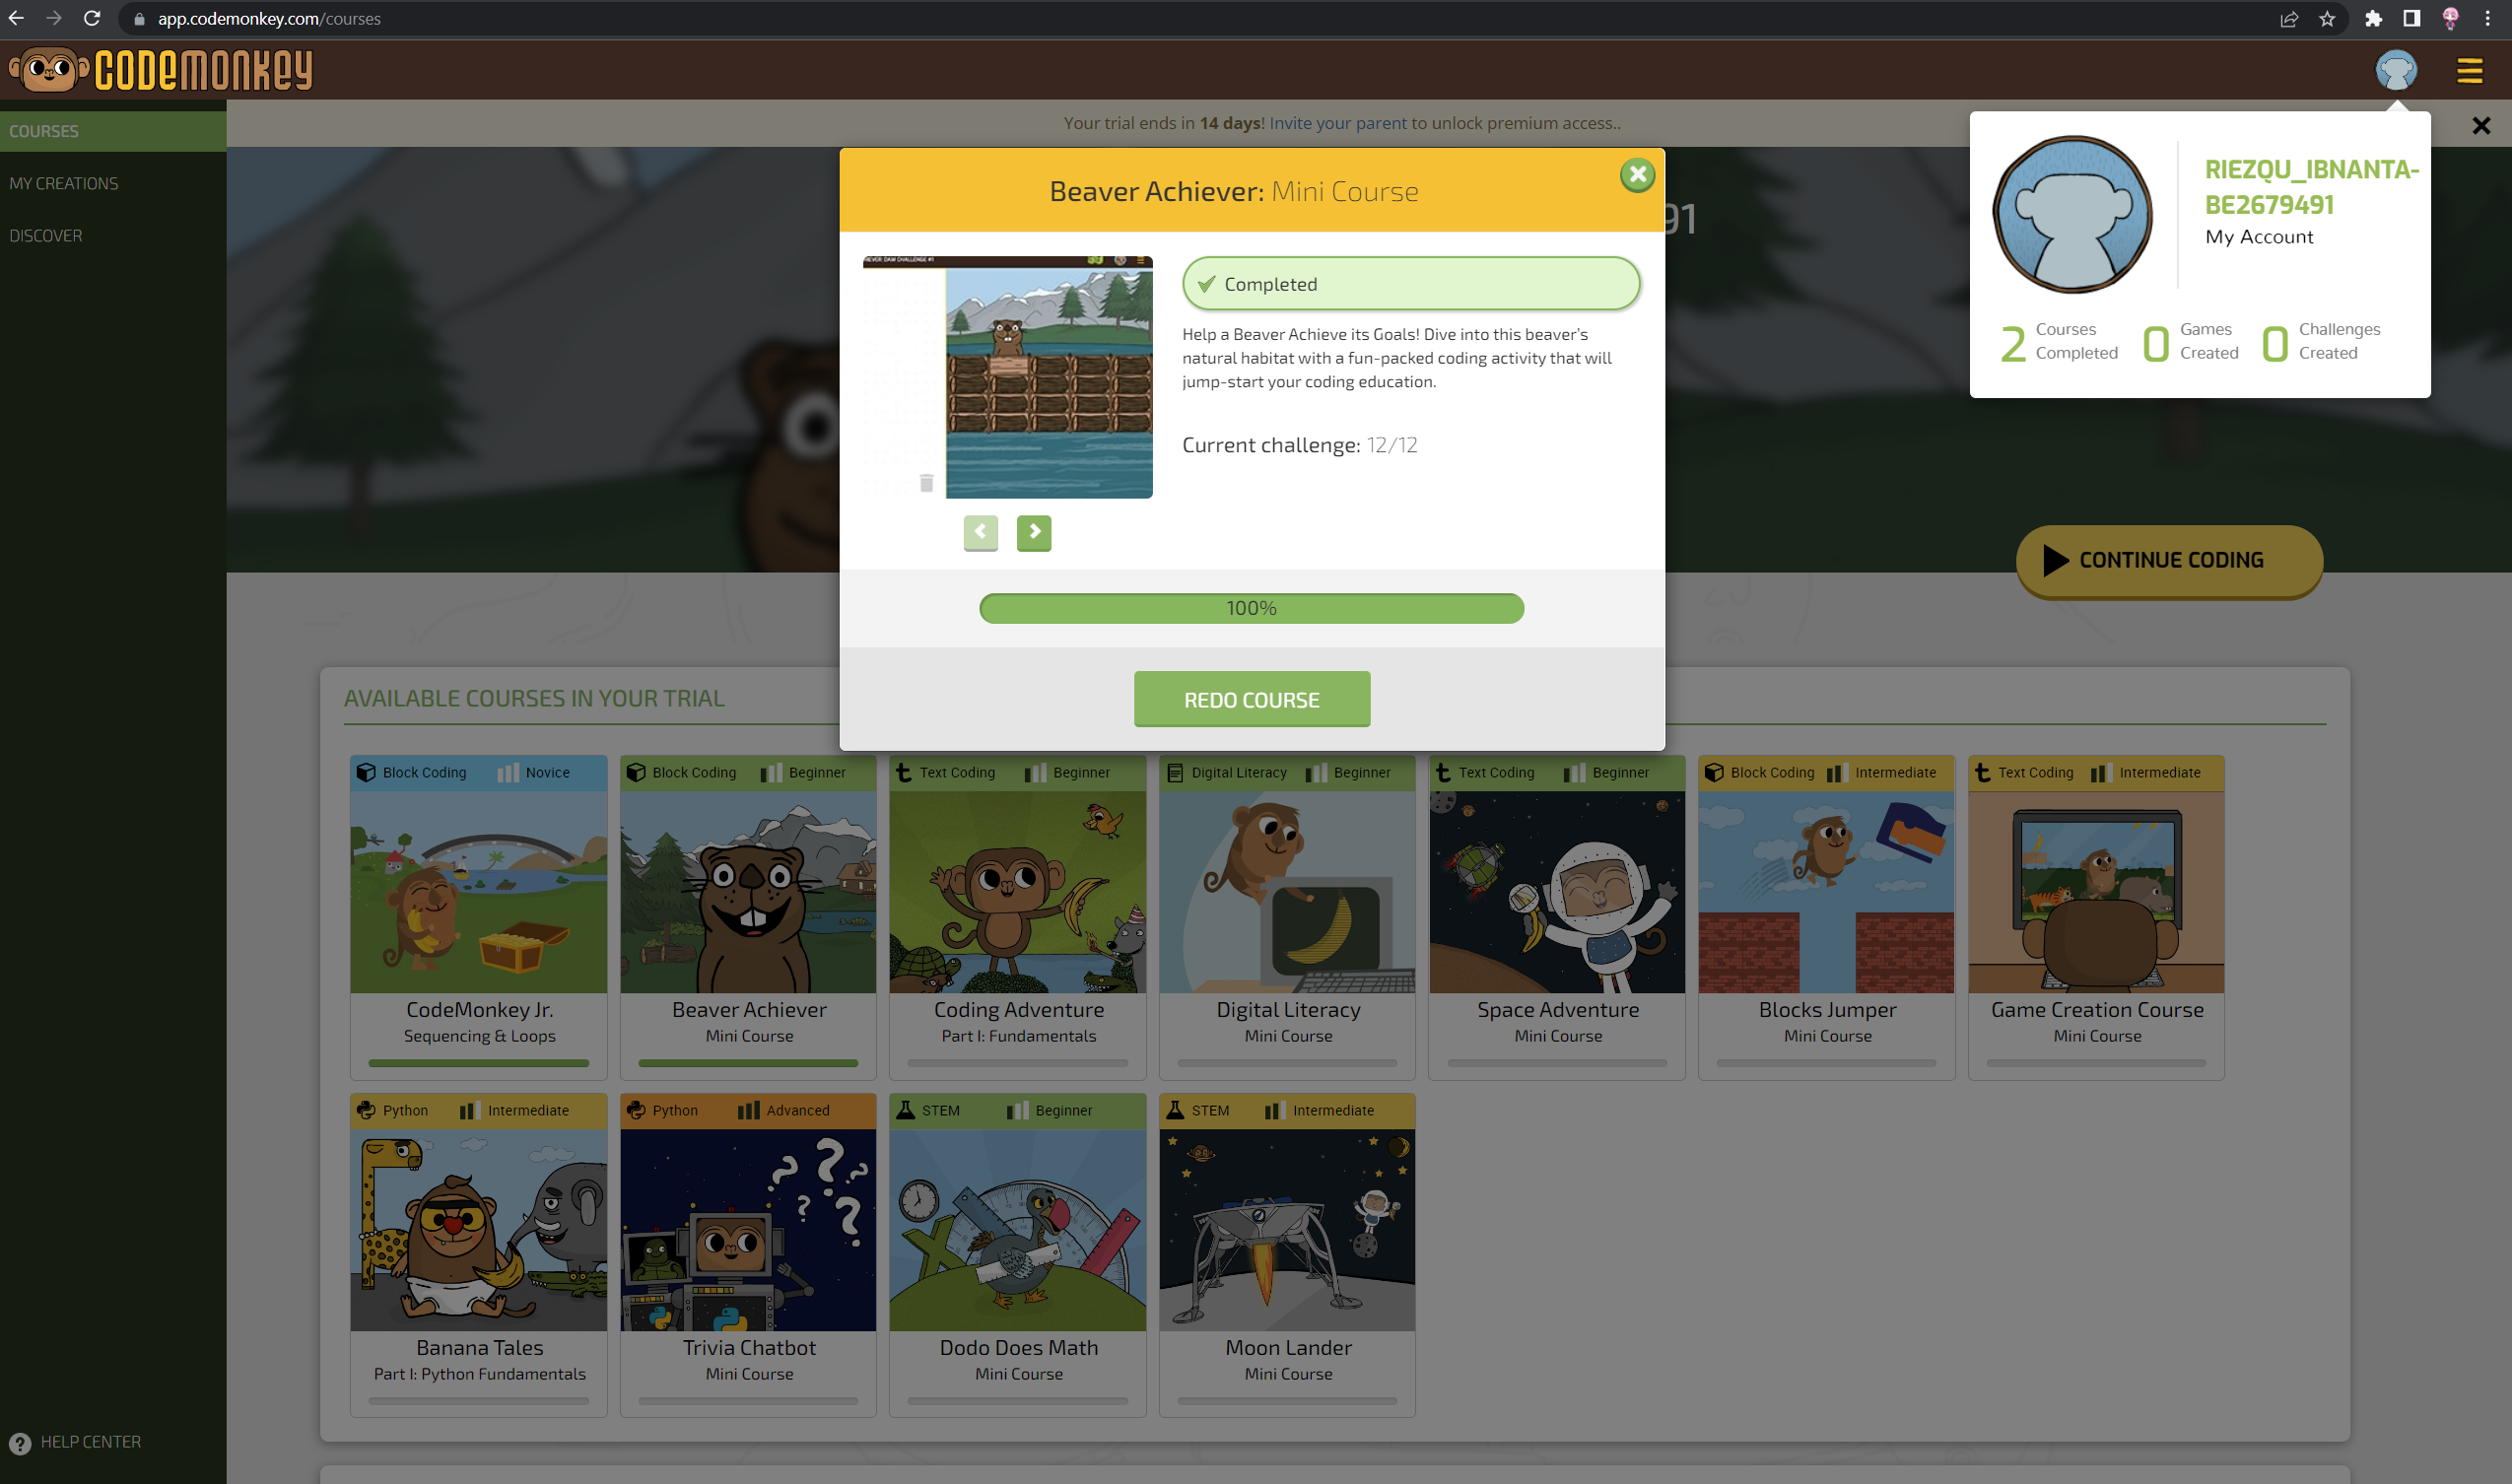 app.codemonkey.com/courses
CODEMONKEY
COURSES
MY CREATIONS
DISCOVER
HELP CENTER
Your trial ends in 14 days! Invite your parent to unlock premium access..
91
RIEZQU_IBNANTA-
BE2679491
My Account
2 Courses Completed
0 Games Created
0 Challenges Created
Beaver Achiever: Mini Course
Completed
Help a Beaver Achieve its Goals! Dive into this beaver's
natural habitat with a fun-packed coding activity that will
jump-start your coding education.
Current challenge: 12/12
100%
REDO COURSE
CONTINUE CODING
AVAILABLE COURSES IN YOUR TRIAL
Block Coding Novice
CodeMonkey Jr.
Sequencing & Loops
Block Coding Beginner
Beaver Achiever
Mini Course
Text Coding Beginner
Coding Adventure
Part I: Fundamentals
Digital Literacy Beginner
Digital Literacy
Mini Course
Text Coding Beginner
Space Adventure
Mini Course
Block Coding Intermediate
Blocks Jumper
Mini Course
Text Coding Intermediate
Game Creation Course
Mini Course
Python Intermediate
Banana Tales
Part I: Python Fundamentals
Python Advanced
? ? ? ? ?
Trivia Chatbot
Mini Course
STEM Beginner
Dodo Does Math
Mini Course
STEM Intermediate
Moon Lander
Mini Course